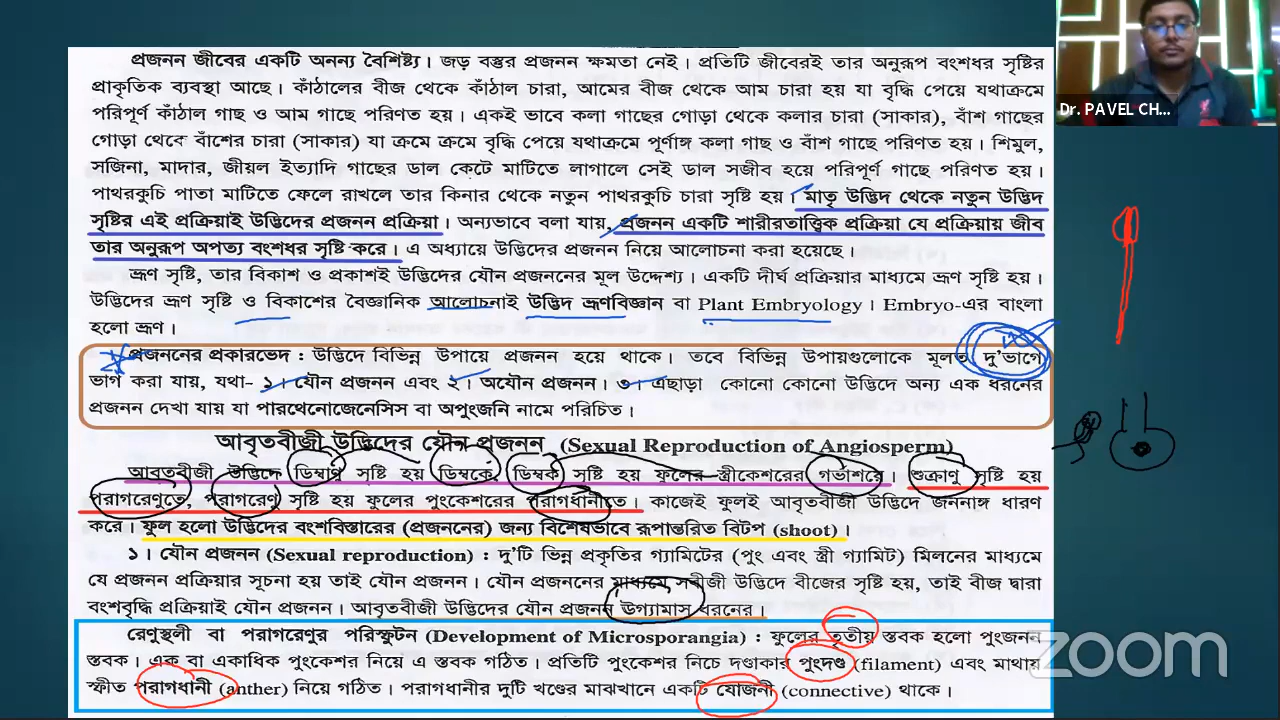 Dr. PAVEL CH...
প্রজনন জীবের একটি অনন্য বৈশিষ্ট্য। জড় বস্তুর প্রজনন ক্ষমতা নেই। প্রতিটি জীবেরই তার অনুরূপ বংশধর সৃষ্টির
প্রাকৃতিক ব্যবস্থা আছে। কাঁঠালের বীজ থেকে কাঁঠাল চারা, আমের বীজ থেকে আম চারা হয় যা বৃদ্ধি পেয়ে যথাক্রমে
পরিপূর্ণ কাঁঠাল গাছ ও আম গাছে পরিণত হয়। একই ভাবে কলা গাছের গোড়া থেকে কলার চারা (সাকার), বাঁশ গাছের
গোড়া থেকে বাঁশের চারা (সাকার) যা ক্রমে ক্রমে বৃদ্ধি পেয়ে যথাক্রমে পূর্ণাঙ্গ কলা গাছ ও বাঁশ গাছে পরিণত হয়। শিমুল,
সজিনা, মাদার, জীয়ল ইত্যাদি গাছের ডাল কেটে মাটিতে লাগালে সেই ডাল সজীব হয়ে পরিপূর্ণ গাছে পরিণত হয়।
পাথরকুচি পাতা মাটিতে ফেলে রাখলে তার কিনার থেকে নতুন পাথরকুচি চারা সৃষ্টি হয়। মাতৃ উদ্ভিদ থেকে নতুন উদ্ভিদ
সৃষ্টির এই প্রক্রিয়াই উদ্ভিদের প্রজনন প্রক্রিয়া। অন্যভাবে বলা যায়, প্রজনন একটি শারীরতাত্ত্বিক প্রক্রিয়া যে প্রক্রিয়ায় জীব
তার অনুরূপ অপত্য বংশধর সৃষ্টি করে। এ অধ্যায়ে উদ্ভিদের প্রজনন নিয়ে আলোচনা করা হয়েছে।
ভ্রূণ সৃষ্টি, তার বিকাশ ও প্রকাশই উদ্ভিদের যৌন প্রজননের মূল উদ্দেশ্য। একটি দীর্ঘ প্রক্রিয়ার মাধ্যমে ভ্রূণ সৃষ্টি হয়।
উদ্ভিদের ভ্রূণ সৃষ্টি ও বিকাশের বৈজ্ঞানিক আলোচনাই উদ্ভিদ ভ্রূণবিজ্ঞান বা Plant Embryology। Embryo-এর বাংলা
হলো ভ্রূণ।
প্রজননের প্রকারভেদ : উদ্ভিদে বিভিন্ন উপায়ে প্রজনন হয়ে থাকে। তবে বিভিন্ন উপায়গুলোকে মূলত দু'ভাগে
ভাগ করা যায়, যথা- ১। যৌন প্রজনন এবং ২। অযৌন প্রজনন। ৩। এছাড়া কোনো কোনো উদ্ভিদে অন্য এক ধরনের
প্রজনন দেখা যায় যা পারথেনোজেনেসিস বা অপুংজনি নামে পরিচিত।
আবৃতবীজী উদ্ভিদের যৌন প্রজনন (Sexual Reproduction of Angiosperm)
আবৃতবীজী উদ্ভিদে ডিম্বাণু সৃষ্টি হয় ডিম্বকে, ডিম্বক সৃষ্টি হয় ফুলের স্ত্রীকেশরের গর্ভাশয়ে। শুক্রাণু সৃষ্টি হয়
পরাগরেণুতে, পরাগরেণু সৃষ্টি হয় ফুলের পুংকেশরের পরাগধানীতে। কাজেই ফুলই আবৃতবীজী উদ্ভিদে জননাঙ্গ ধারণ
করে। ফুল হলো উদ্ভিদের বংশবিস্তারের (প্রজননের) জন্য বিশেষভাবে রূপান্তরিত বিটপ (shoot)।
১। যৌন প্রজনন (Sexual reproduction) : দু'টি ভিন্ন প্রকৃতির গ্যামিটের (পুং এবং স্ত্রী গ্যামিট) মিলনের মাধ্যমে
যে প্রজনন প্রক্রিয়ার সূচনা হয় তাই যৌন প্রজনন। যৌন প্রজননের মাধ্যমে সবীজী উদ্ভিদে বীজের সৃষ্টি হয়, তাই বীজ দ্বারা
বংশবৃদ্ধি প্রক্রিয়াই যৌন প্রজনন। আবৃতবীজী উদ্ভিদের যৌন প্রজনন ঊগ্যামাস ধরনের।
রেণুস্থলী বা পরাগরেণুর পরিস্ফুটন (Development of Microsporangia) : ফুলের তৃতীয় স্তবক হলো পুংজনন
স্তবক। এক বা একাধিক পুংকেশর নিয়ে এ স্তবক গঠিত। প্রতিটি পুংকেশর নিচে দণ্ডাকার পুংদণ্ড (filament) এবং মাথায়
স্ফীত পরাগধানী (anther) নিয়ে গঠিত। পরাগধানীর দুটি খণ্ডের মাঝখানে একটি যোজনী (connective) থাকে।
zoom